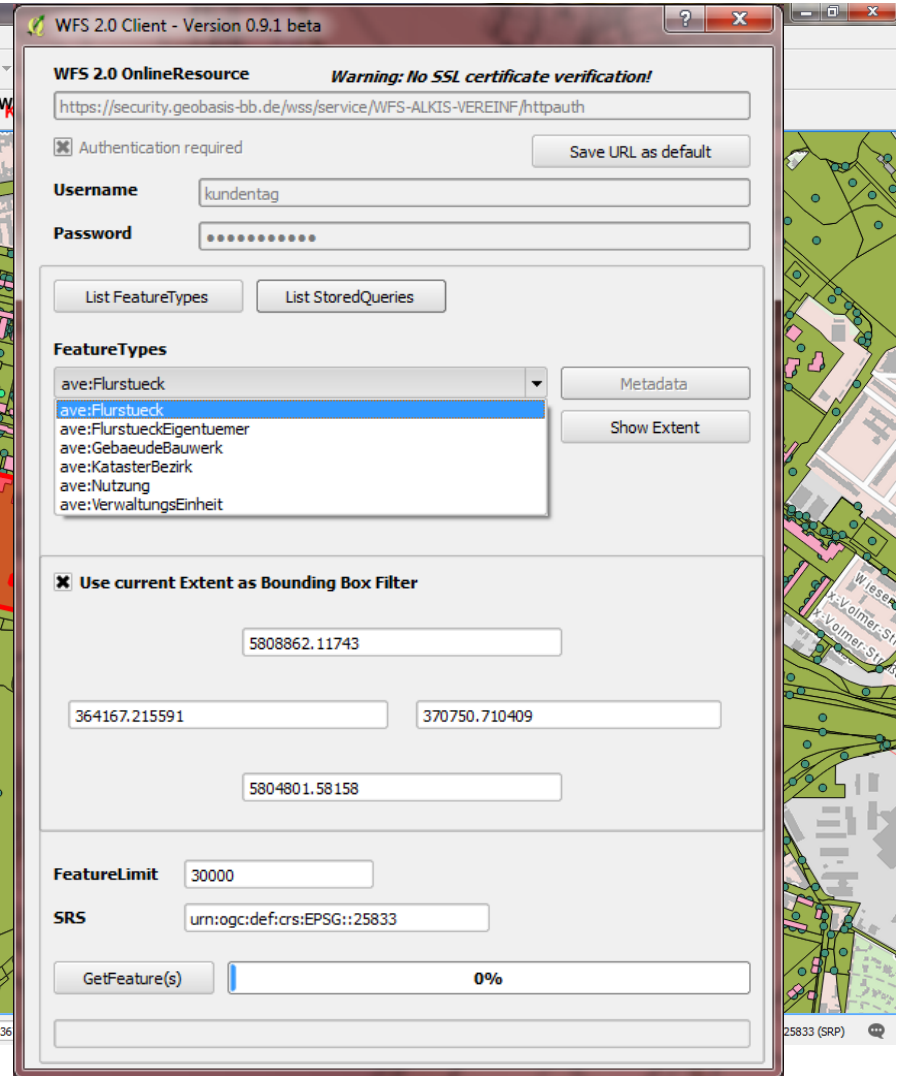 WFS 2.0 Client - Version 0.9.1 beta
WFS 2.0 OnlineResource
Warning: No SSL certificate verification!
https://security.geobasis-bb.de/wss/service/WFS-ALKIS-VEREINF/httpauth
Authentication required
Save URL as default
Username
kundentag
Password
List FeatureTypes
List StoredQueries
FeatureTypes
ave:Flurstueck
Metadata
ave:Flurstueck
ave:FlurstueckEigentuemer
Show Extent
ave:GebaeudeBauwerk
ave:KatasterBezirk
ave:Nutzung
ave:VerwaltungsEinheit
Use current Extent as Bounding Box Filter
5808862.11743
364167.215591
370750.710409
5804801.58158
FeatureLimit
30000
SRS
urn:ogc:def:crs:EPSG::25833
GetFeature(s)
0%
36
25833 (SRP)